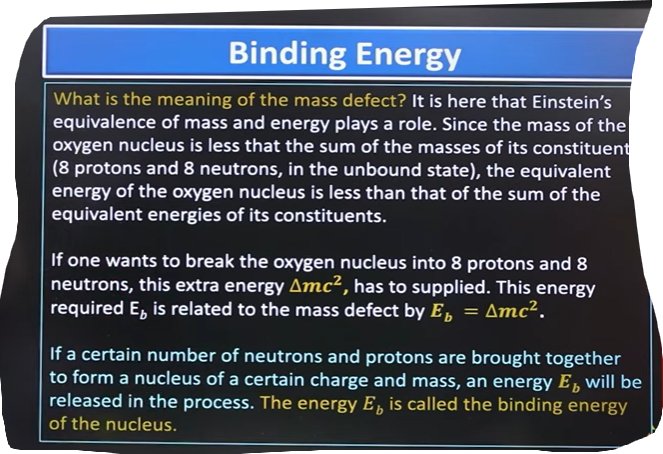 Binding Energy
What is the meaning of the mass defect? It is here that Einstein's
equivalence of mass and energy plays a role. Since the mass of the
oxygen nucleus is less that the sum of the masses of its constituent
(8 protons and 8 neutrons, in the unbound state), the equivalent
energy of the oxygen nucleus is less than that of the sum of the
equivalent energies of its constituents.
If one wants to break the oxygen nucleus into 8 protons and 8
neutrons, this extra energy Δmc², has to supplied. This energy
required E_b is related to the mass defect by E_b = Δmc².
If a certain number of neutrons and protons are brought together
to form a nucleus of a certain charge and mass, an energy E_b will be
released in the process. The energy E_b is called the binding energy
of the nucleus.